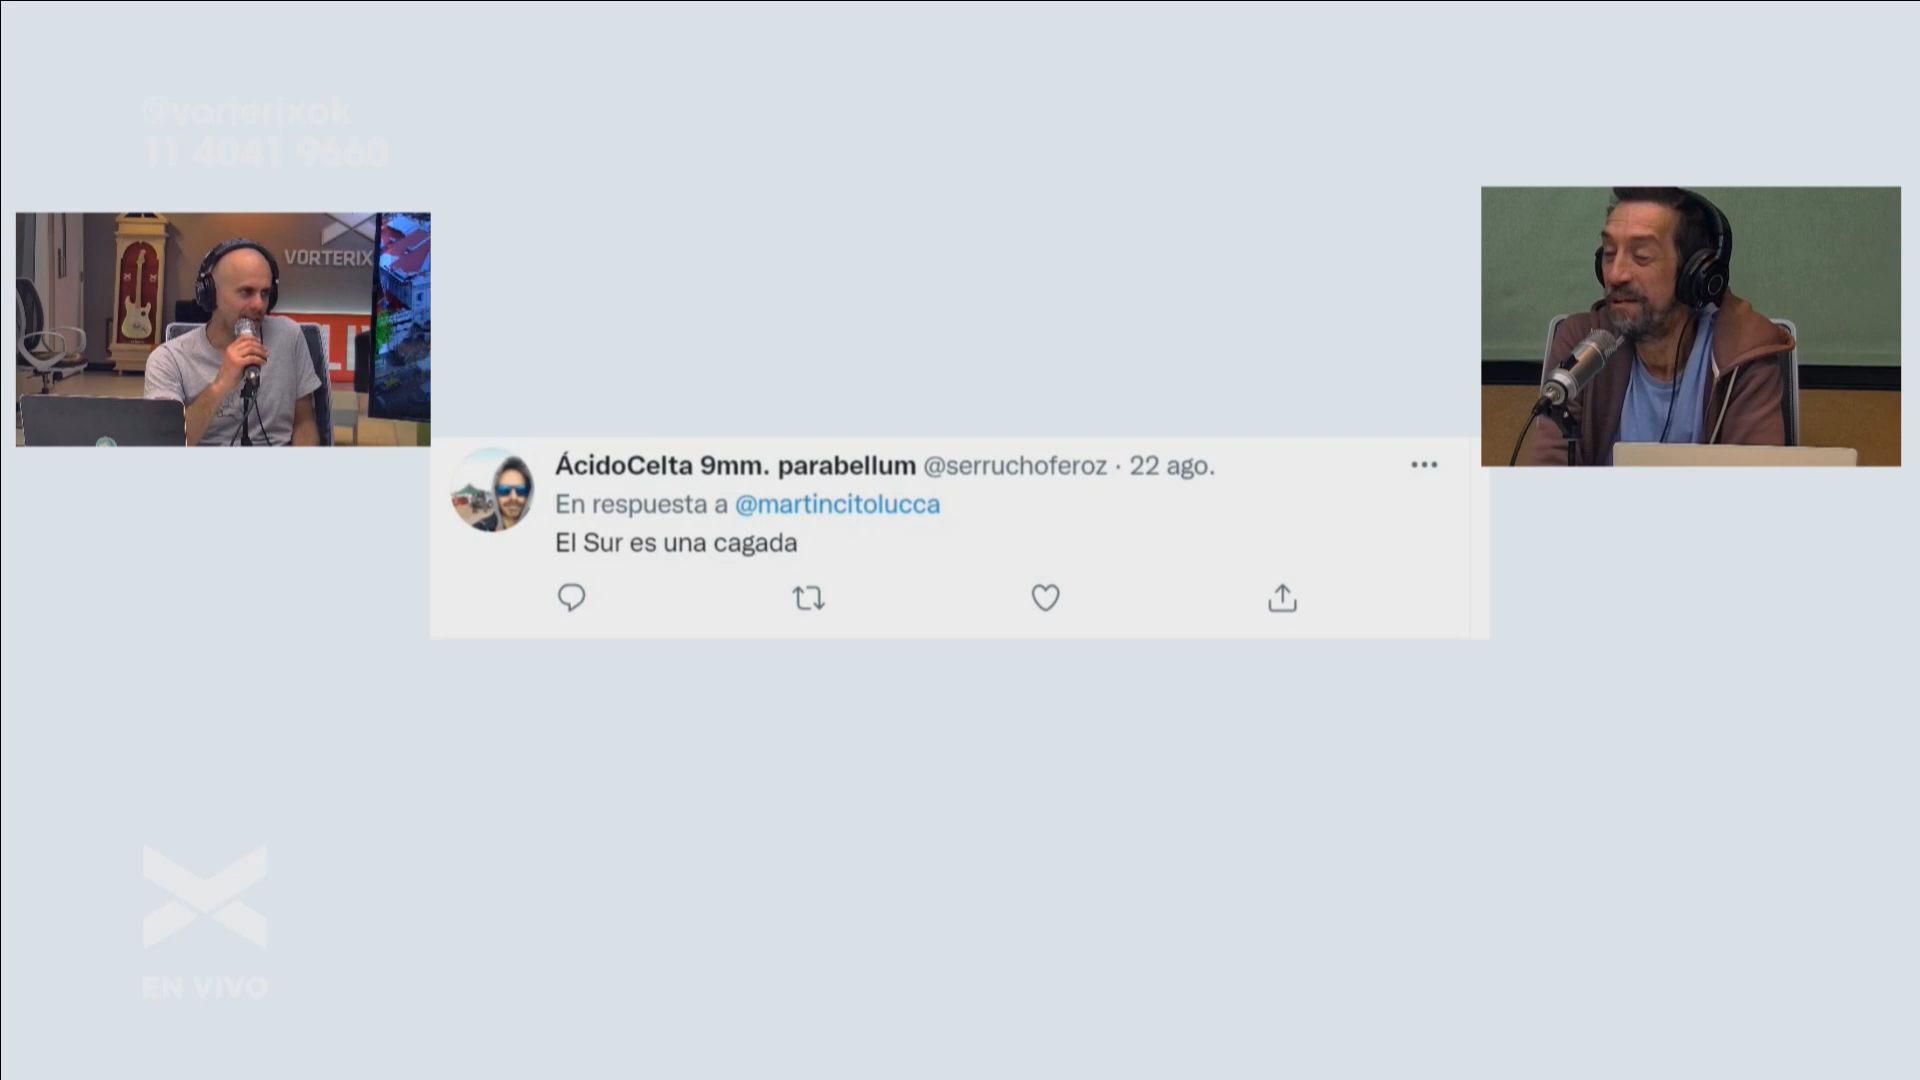 @vorterixok
11 4041 9660
VORTERIX
ÁcidoCelta 9mm. parabellum @serruchoferoz · 22 ago.
En respuesta a @martincitolucca
El Sur es una cagada
EN VIVO